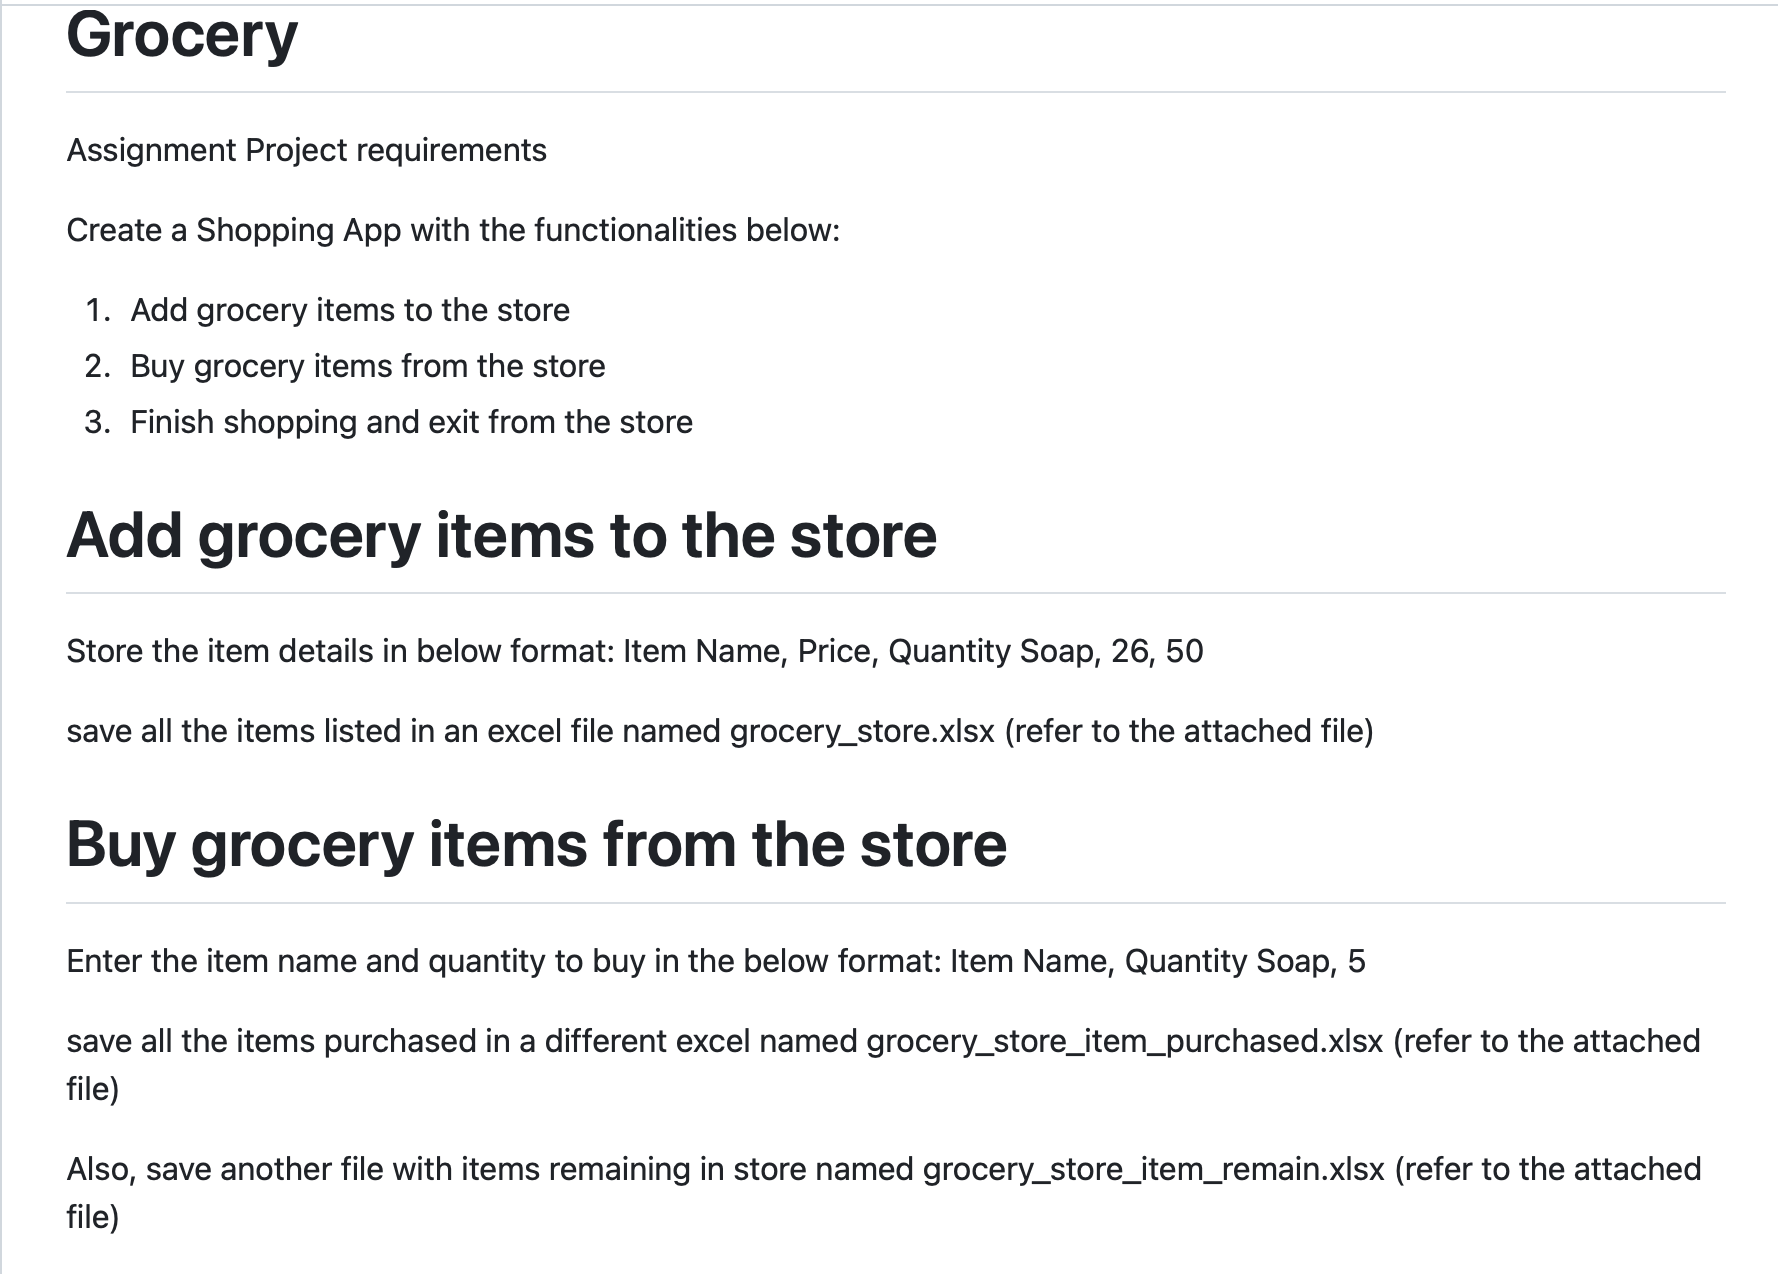 Grocery
Assignment Project requirements
Create a Shopping App with the functionalities below:
1. Add grocery items to the store
2. Buy grocery items from the store
3. Finish shopping and exit from the store
Add grocery items to the store
Store the item details in below format: Item Name, Price, Quantity Soap, 26, 50
save all the items listed in an excel file named grocery_store.xlsx (refer to the attached file)
Buy grocery items from the store
Enter the item name and quantity to buy in the below format: Item Name, Quantity Soap, 5
save all the items purchased in a different excel named grocery_store_item_purchased.xlsx (refer to the attached
file)
Also, save another file with items remaining in store named grocery_store_item_remain.xlsx (refer to the attached
file)